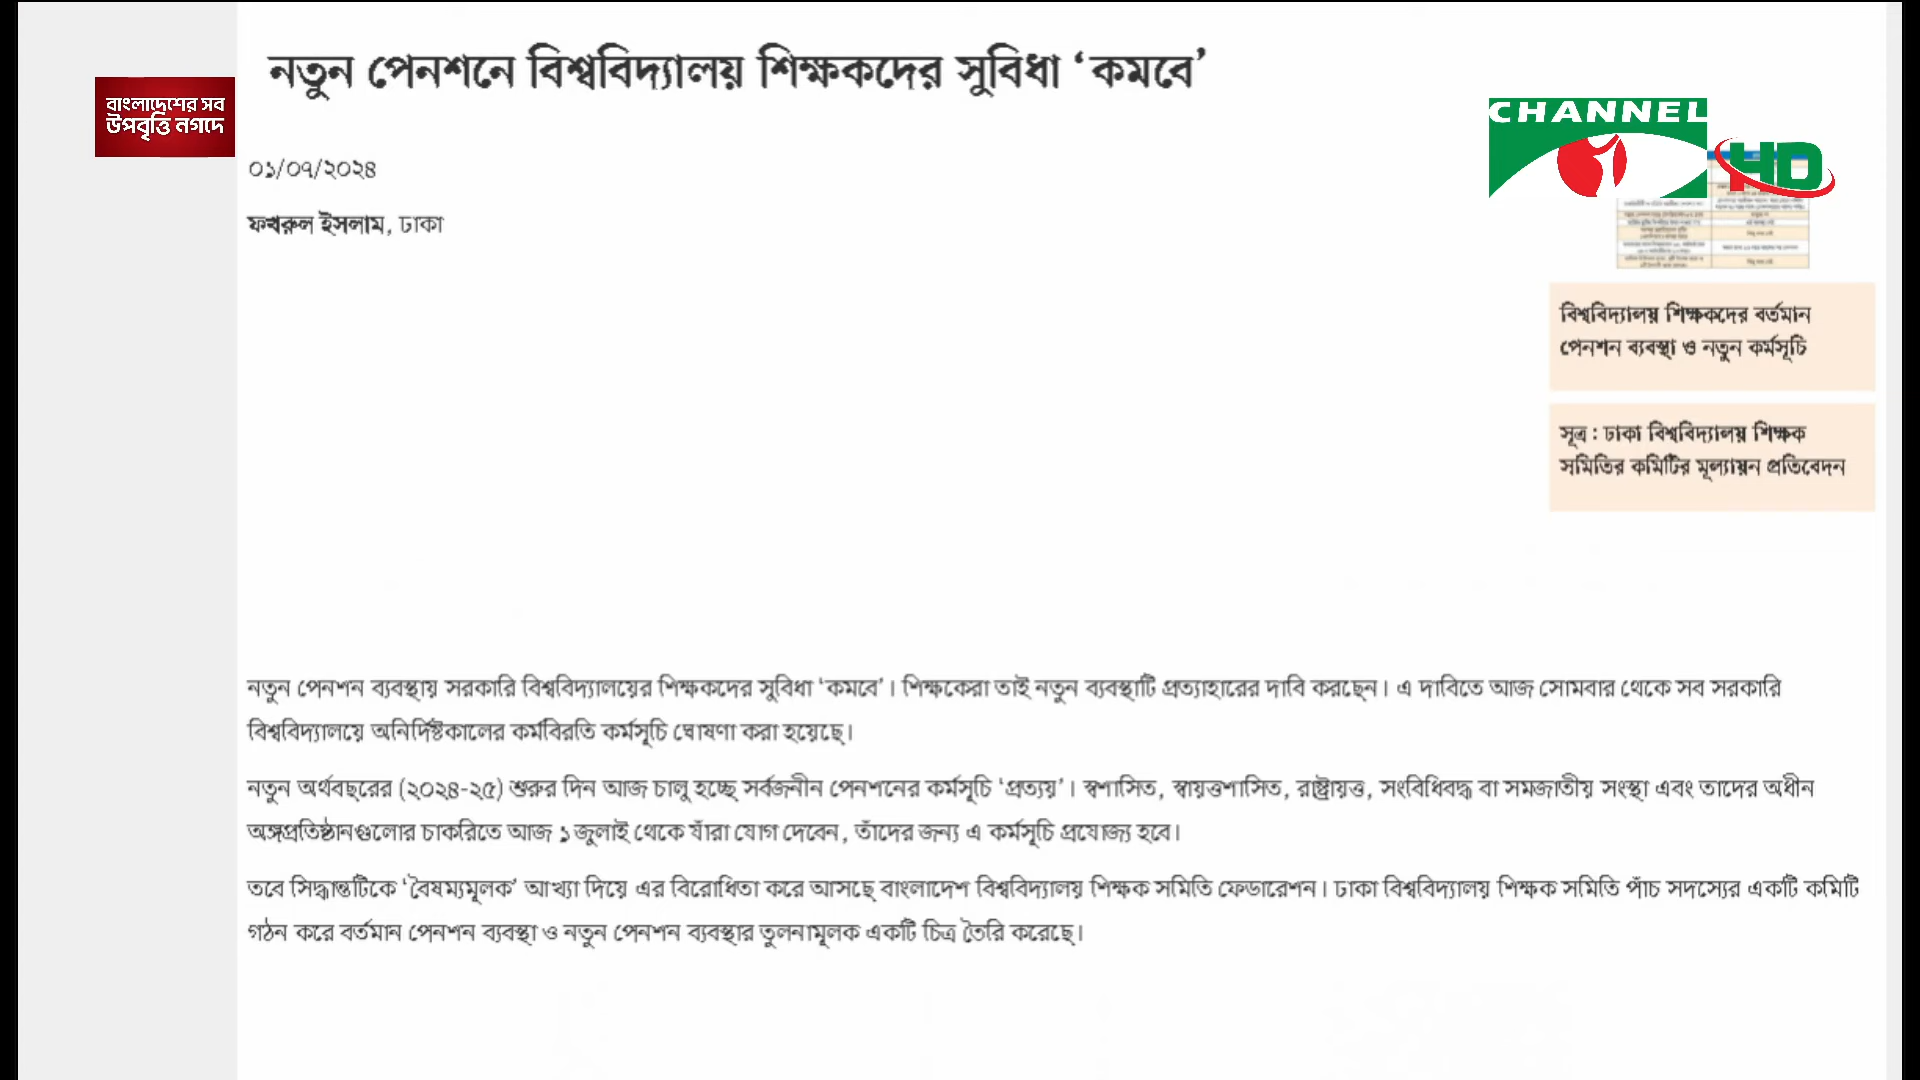 নতুন পেনশনে বিশ্ববিদ্যালয় শিক্ষকদের সুবিধা ‘কমবে’
বাংলাদেশের সব
উপবৃত্তি নগদে
CHANNEL
HD
০১/০৭/২০২৪
ফখরুল ইসলাম, ঢাকা
বিশ্ববিদ্যালয় শিক্ষকদের বর্তমান
পেনশন ব্যবস্থা ও নতুন কর্মসূচি
সূত্র : ঢাকা বিশ্ববিদ্যালয় শিক্ষক
সমিতির কমিটির মূল্যায়ন প্রতিবেদন
নতুন পেনশন ব্যবস্থায় সরকারি বিশ্ববিদ্যালয়ের শিক্ষকদের সুবিধা ‘কমবে’। শিক্ষকেরা তাই নতুন ব্যবস্থাটি প্রত্যাহারের দাবি করছেন। এ দাবিতে আজ সোমবার থেকে সব সরকারি
বিশ্ববিদ্যালয়ে অনির্দিষ্টকালের কর্মবিরতি কর্মসূচি ঘোষণা করা হয়েছে।
নতুন অর্থবছরের (২০২৪-২৫) শুরুর দিন আজ চালু হচ্ছে সর্বজনীন পেনশনের কর্মসূচি ‘প্রত্যয়’। স্বশাসিত, স্বায়ত্তশাসিত, রাষ্ট্রায়ত্ত, সংবিধিবদ্ধ বা সমজাতীয় সংস্থা এবং তাদের অধীন
অঙ্গপ্রতিষ্ঠানগুলোর চাকরিতে আজ ১ জুলাই থেকে যাঁরা যোগ দেবেন, তাঁদের জন্য এ কর্মসূচি প্রযোজ্য হবে।
তবে সিদ্ধান্তটিকে ‘বৈষম্যমূলক’ আখ্যা দিয়ে এর বিরোধিতা করে আসছে বাংলাদেশ বিশ্ববিদ্যালয় শিক্ষক সমিতি ফেডারেশন। ঢাকা বিশ্ববিদ্যালয় শিক্ষক সমিতি পাঁচ সদস্যের একটি কমিটি
গঠন করে বর্তমান পেনশন ব্যবস্থা ও নতুন পেনশন ব্যবস্থার তুলনামূলক একটি চিত্র তৈরি করেছে।